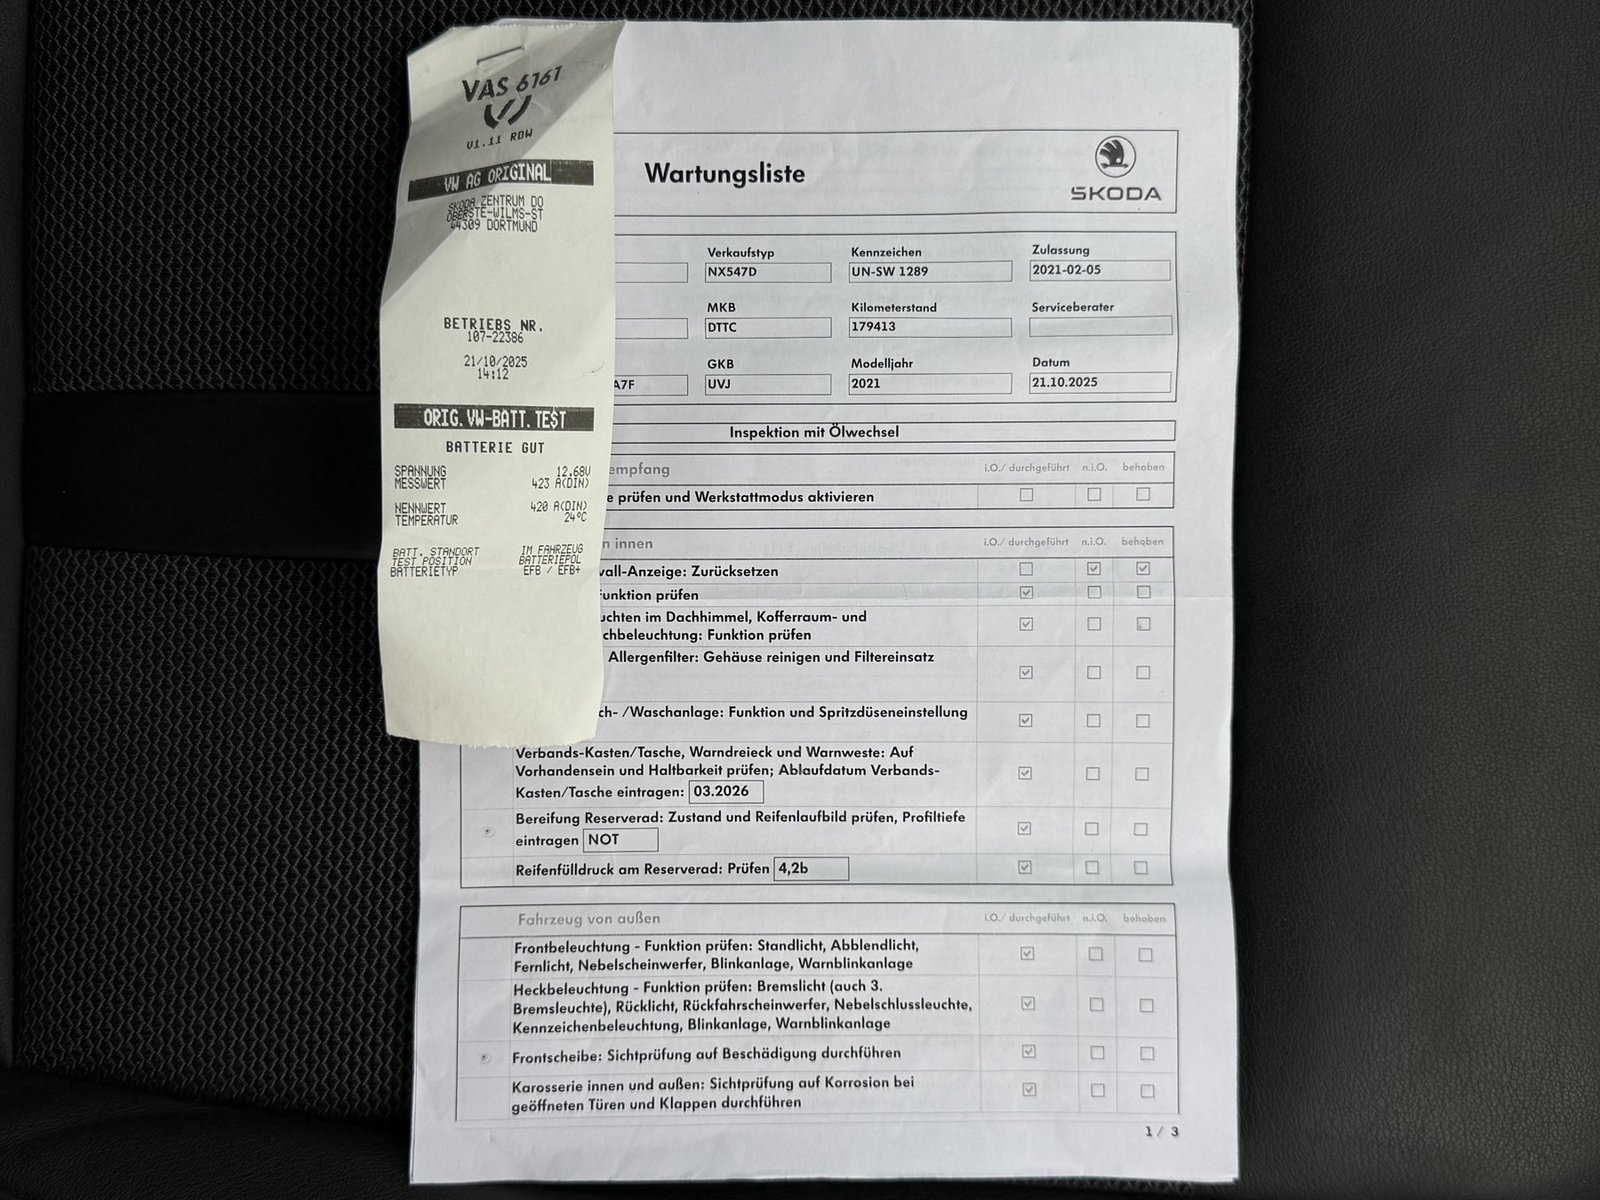 VAS 6161
V1.11 RDW
VW AG ORIGINAL
SKODA ZENTRUM DO
OBERSTE-WILMS-ST
44309 DORTMUND
BETRIEBS NR.
107-22386
21/10/2025
14:12
ORIG. VW-BATT. TEST
BATTERIE GUT
SPANNUNG 12.68V
MESSWERT 423 A(DIN)
NENNWERT 420 A(DIN)
TEMPERATUR 24°C
BATT. STANDORT IM FAHRZEUG
TEST POSITION BATTERIEPOL
BATTERIETYP EFB / EFB+
Wartungsliste
SKODA
Verkaufstyp Kennzeichen Zulassung
NX547D UN-SW 1289 2021-02-05
MKB Kilometerstand Serviceberater
DTTC 179413
GKB Modelljahr Datum
A7F UVJ 2021 21.10.2025
Inspektion mit Ölwechsel
empfang i.O./ durchgeführt n.i.O. behoben
e prüfen und Werkstattmodus aktivieren
n innen i.O./ durchgeführt n.i.O. behoben
vall-Anzeige: Zurücksetzen
unktion prüfen
uchten im Dachhimmel, Kofferraum- und
chbeleuchtung: Funktion prüfen
Allergenfilter: Gehäuse reinigen und Filtereinsatz
ch- /Waschanlage: Funktion und Spritzdüseneinstellung
Verbands-Kasten/Tasche, Warndreieck und Warnweste: Auf
Vorhandensein und Haltbarkeit prüfen; Ablaufdatum Verbands-
Kasten/Tasche eintragen: 03.2026
Bereifung Reserverad: Zustand und Reifenlaufbild prüfen, Profiltiefe
eintragen NOT
Reifenfülldruck am Reserverad: Prüfen 4,2b
Fahrzeug von außen i.O./ durchgeführt n.i.O. behoben
Frontbeleuchtung - Funktion prüfen: Standlicht, Abblendlicht,
Fernlicht, Nebelscheinwerfer, Blinkanlage, Warnblinkanlage
Heckbeleuchtung - Funktion prüfen: Bremslicht (auch 3.
Bremsleuchte), Rücklicht, Rückfahrscheinwerfer, Nebelschlussleuchte,
Kennzeichenbeleuchtung, Blinkanlage, Warnblinkanlage
Frontscheibe: Sichtprüfung auf Beschädigung durchführen
Karosserie innen und außen: Sichtprüfung auf Korrosion bei
geöffneten Türen und Klappen durchführen
1 / 3